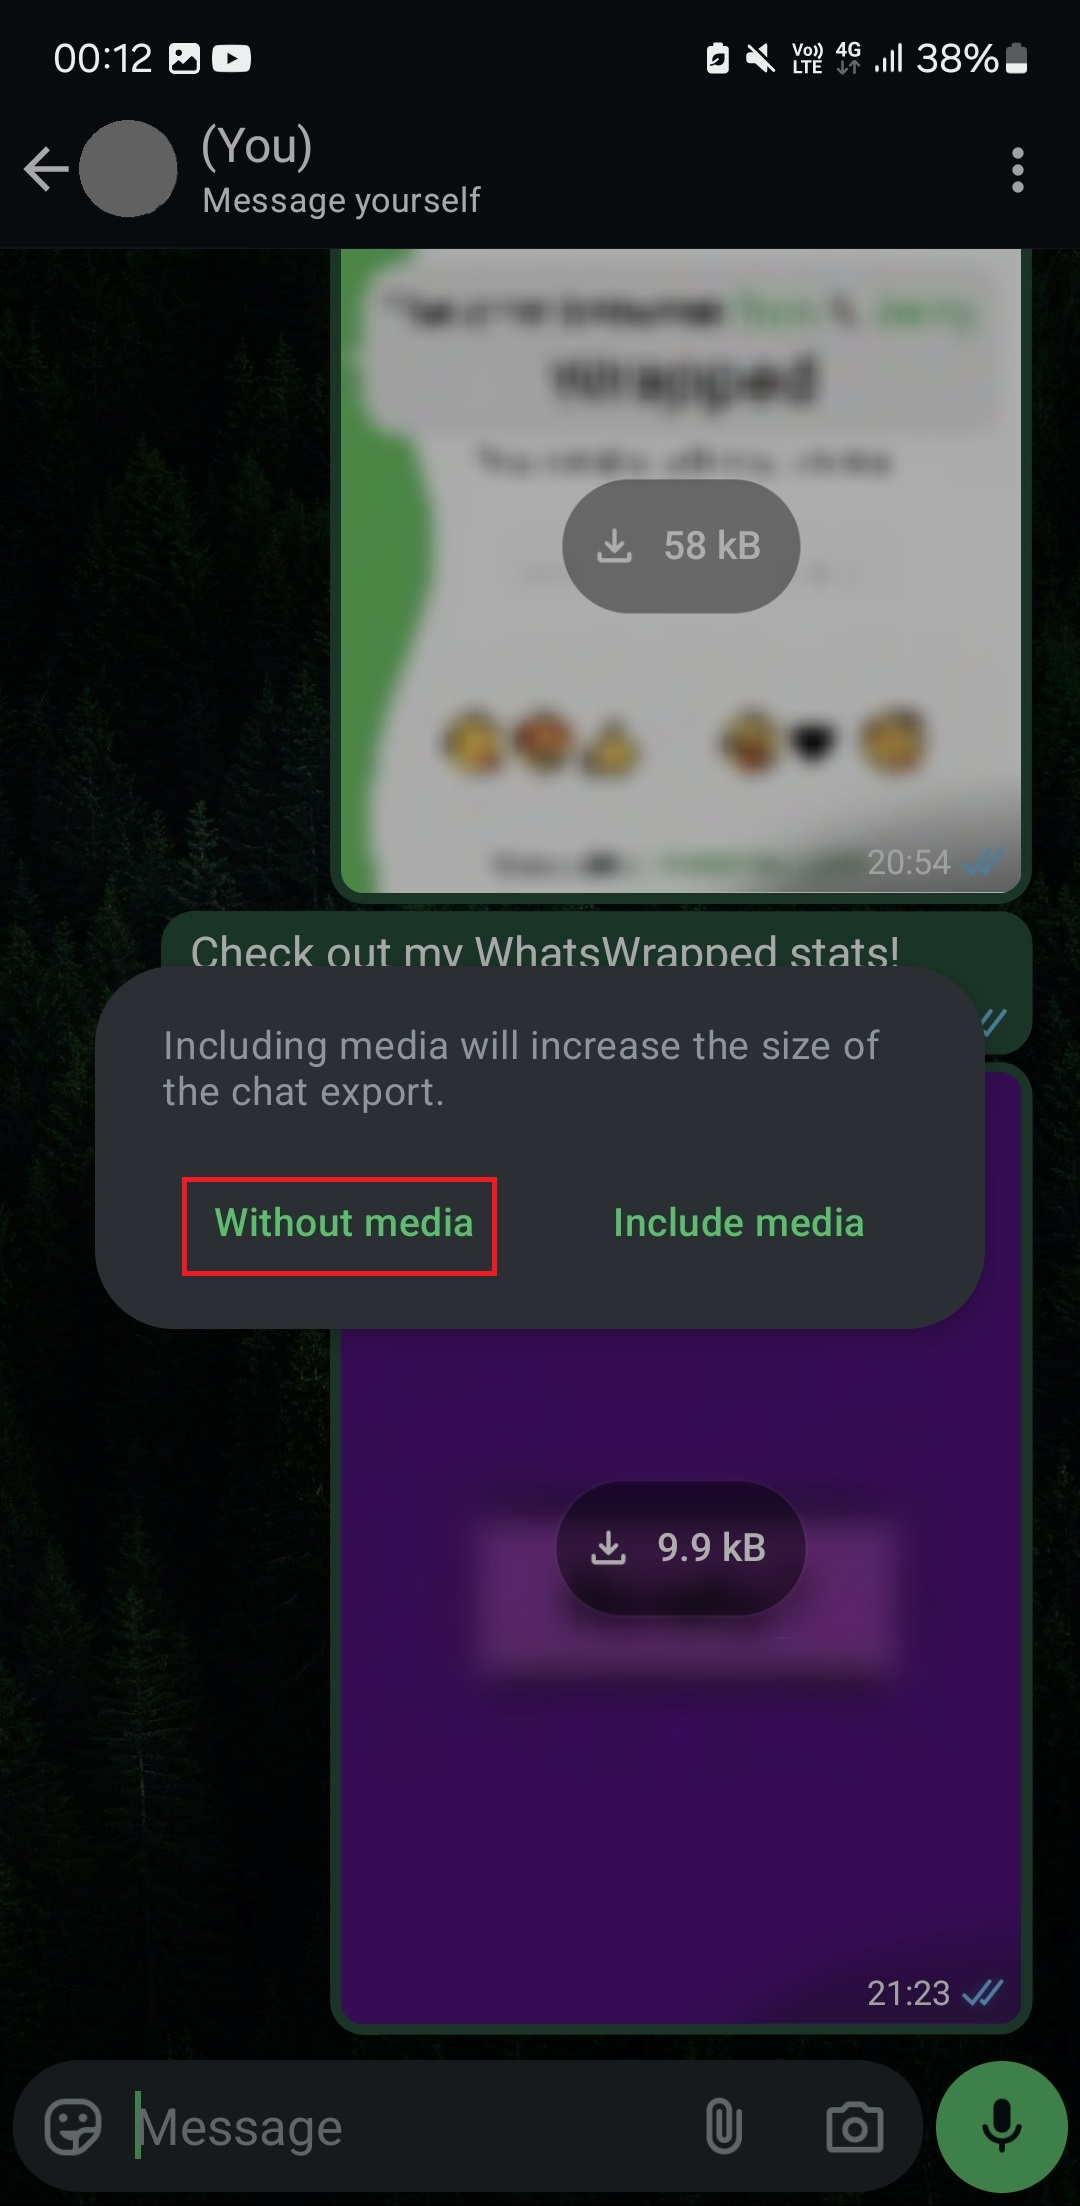 00:12
Vo)) LTE 4G 38%
(You)
Message yourself
Wrapped
58 kB
20:54
Check out my WhatsWrapped stats!
Including media will increase the size of
the chat export.
Without media Include media
9.9 kB
21:23
Message